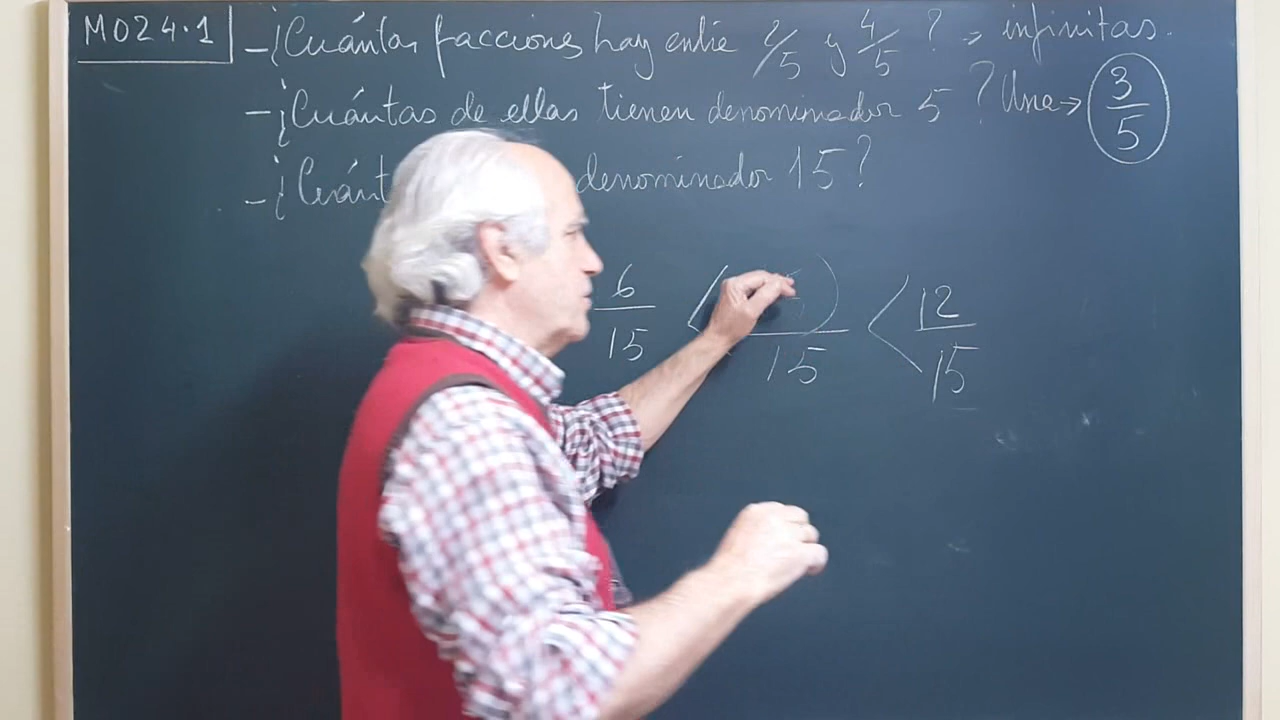 M024.1
-¿Cuántas facciones hay entre 2/5 y 4/5 ? → infinitas.
-¿Cuántas de ellas tienen denominador 5 ? Una → 3/5
-¿Cuánt denominador 15?
6/15 < /15 < 12/15